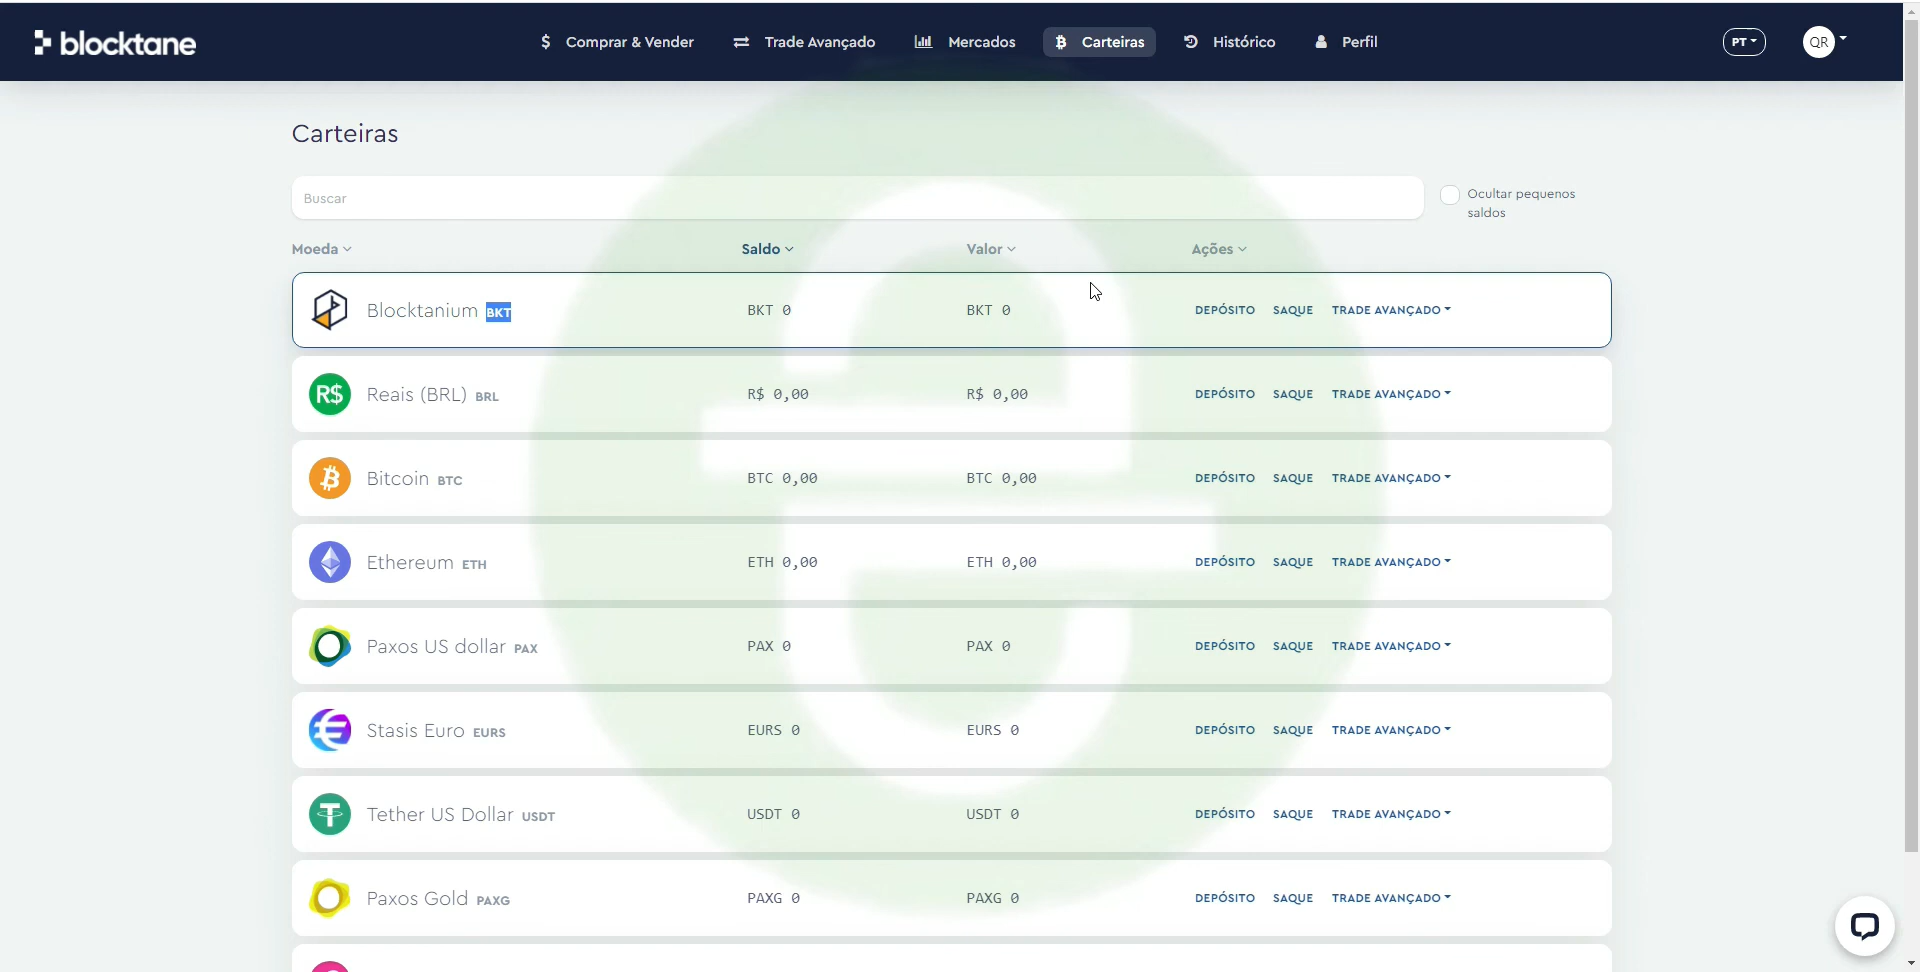 blocktane
$ Comprar & Vender
Trade Avançado
Mercados
Carteiras
Histórico
Perfil
PT
QR
Carteiras
Buscar
Ocultar pequenos
saldos
Moeda
Saldo
Valor
Ações
Blocktanium BKT
BKT 0
BKT 0
DEPÓSITO SAQUE TRADE AVANÇADO
R$
Reais (BRL) BRL
R$ 0,00
R$ 0,00
DEPÓSITO SAQUE TRADE AVANÇADO
Bitcoin BTC
BTC 0,00
BTC 0,00
DEPÓSITO SAQUE TRADE AVANÇADO
Ethereum ETH
ETH 0,00
ETH 0,00
DEPÓSITO SAQUE TRADE AVANÇADO
Paxos US dollar PAX
PAX 0
PAX 0
DEPÓSITO SAQUE TRADE AVANÇADO
Stasis Euro EURS
EURS 0
EURS 0
DEPÓSITO SAQUE TRADE AVANÇADO
Tether US Dollar USDT
USDT 0
USDT 0
DEPÓSITO SAQUE TRADE AVANÇADO
Paxos Gold PAXG
PAXG 0
PAXG 0
DEPÓSITO SAQUE TRADE AVANÇADO